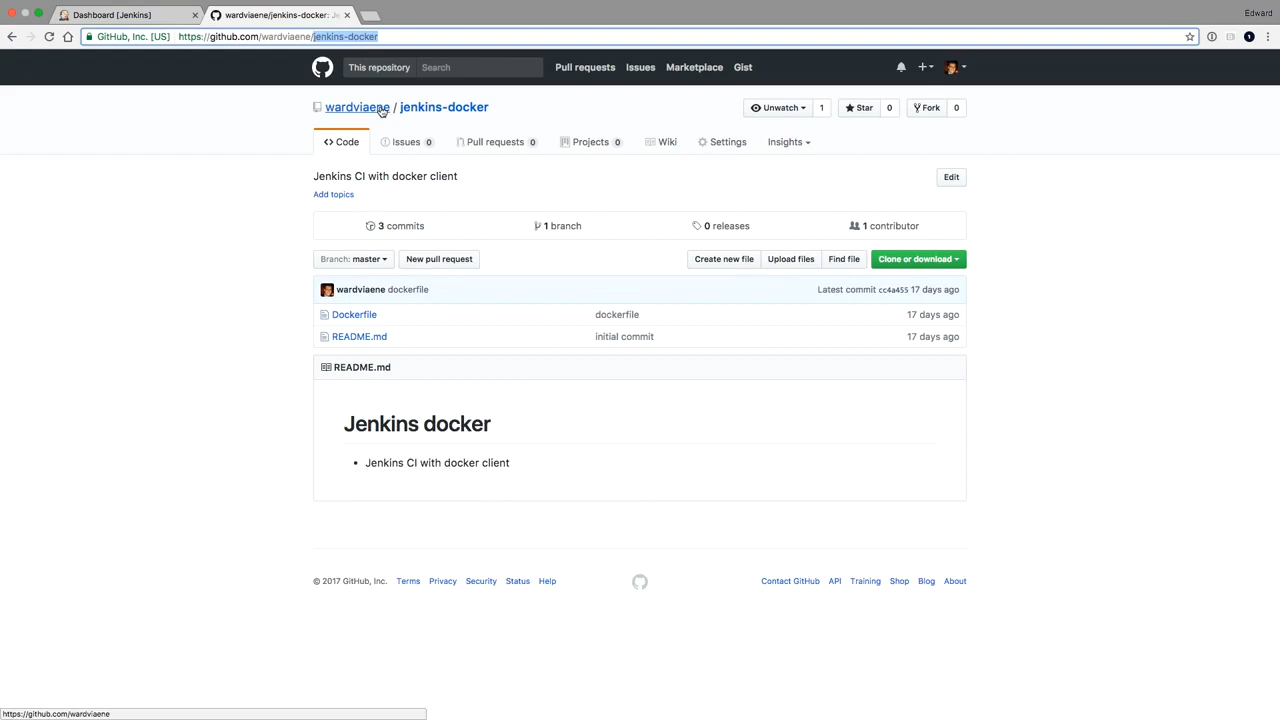 Dashboard [Jenkins]
wardviaene/jenkins-docker: Je
Edward
GitHub, Inc. [US] https://github.com/wardviaene/jenkins-docker
This repository Search Pull requests Issues Marketplace Gist
wardviaene / jenkins-docker
Unwatch 1 Star 0 Fork 0
Code Issues 0 Pull requests 0 Projects 0 Wiki Settings Insights
Jenkins CI with docker client
Edit
Add topics
3 commits 1 branch 0 releases 1 contributor
Branch: master New pull request Create new file Upload files Find file Clone or download
wardviaene dockerfile Latest commit cc4a455 17 days ago
Dockerfile dockerfile 17 days ago
README.md initial commit 17 days ago
README.md
Jenkins docker
• Jenkins CI with docker client
© 2017 GitHub, Inc. Terms Privacy Security Status Help Contact GitHub API Training Shop Blog About
https://github.com/wardviaene